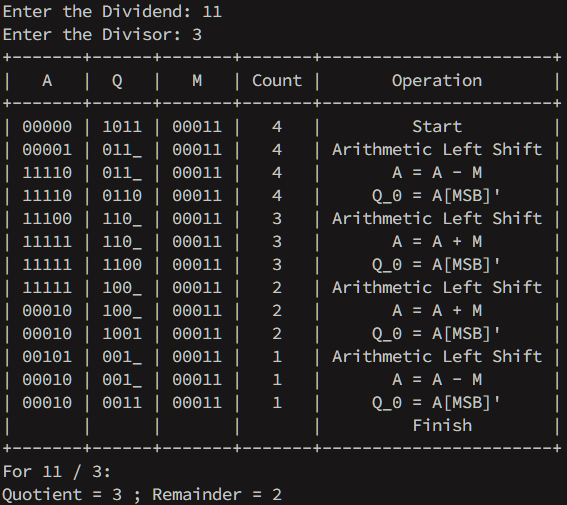 Enter the Dividend: 11
Enter the Divisor: 3
+-------+------+-------+-------+-----------------------+
|   A   |  Q   |   M   | Count |       Operation       |
+-------+------+-------+-------+-----------------------+
| 00000 | 1011 | 00011 |   4   |         Start         |
| 00001 | 011_ | 00011 |   4   | Arithmetic Left Shift |
| 11110 | 011_ | 00011 |   4   |       A = A - M       |
| 11110 | 0110 | 00011 |   4   |     Q_0 = A[MSB]'     |
| 11100 | 110_ | 00011 |   3   | Arithmetic Left Shift |
| 11111 | 110_ | 00011 |   3   |       A = A + M       |
| 11111 | 1100 | 00011 |   3   |     Q_0 = A[MSB]'     |
| 11111 | 100_ | 00011 |   2   | Arithmetic Left Shift |
| 00010 | 100_ | 00011 |   2   |       A = A + M       |
| 00010 | 1001 | 00011 |   2   |     Q_0 = A[MSB]'     |
| 00101 | 001_ | 00011 |   1   | Arithmetic Left Shift |
| 00010 | 001_ | 00011 |   1   |       A = A - M       |
| 00010 | 0011 | 00011 |   1   |     Q_0 = A[MSB]'     |
|       |      |       |       |         Finish        |
+-------+------+-------+-------+-----------------------+
For 11 / 3:
Quotient = 3 ; Remainder = 2